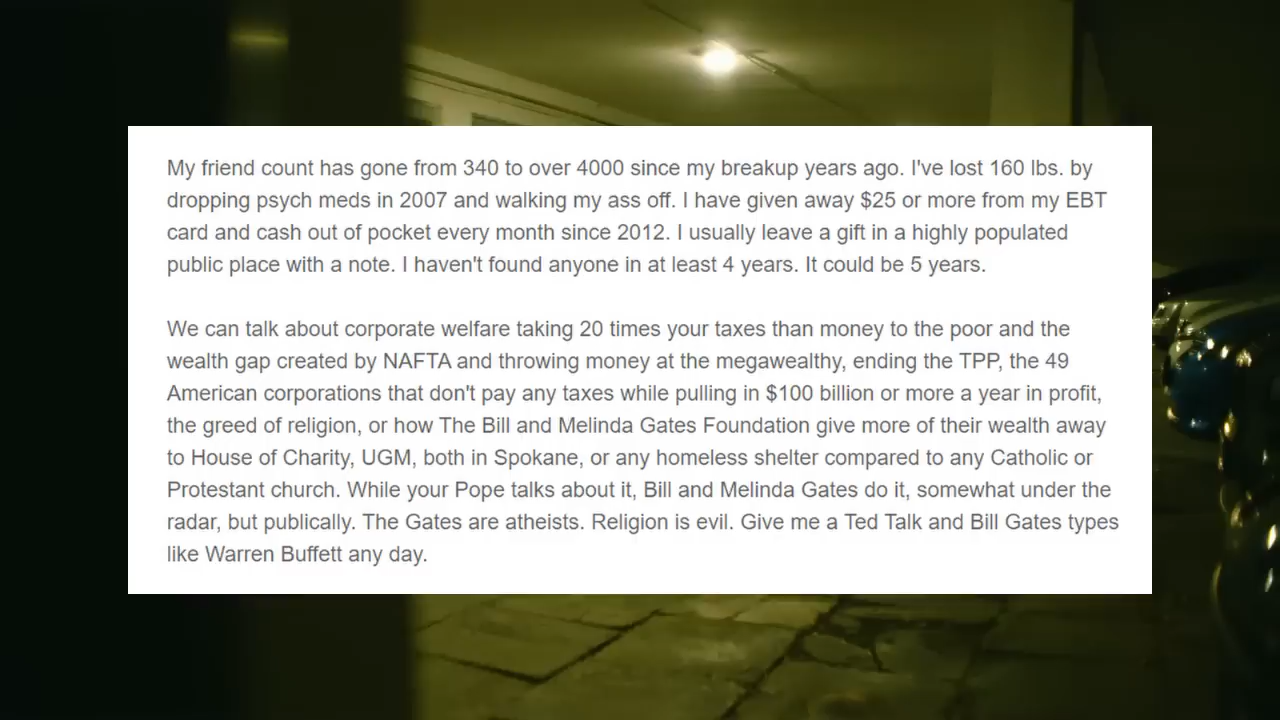 My friend count has gone from 340 to over 4000 since my breakup years ago. I've lost 160 lbs. by
dropping psych meds in 2007 and walking my ass off. I have given away $25 or more from my EBT
card and cash out of pocket every month since 2012. I usually leave a gift in a highly populated
public place with a note. I haven't found anyone in at least 4 years. It could be 5 years.
We can talk about corporate welfare taking 20 times your taxes than money to the poor and the
wealth gap created by NAFTA and throwing money at the megawealthy, ending the TPP, the 49
American corporations that don't pay any taxes while pulling in $100 billion or more a year in profit,
the greed of religion, or how The Bill and Melinda Gates Foundation give more of their wealth away
to House of Charity, UGM, both in Spokane, or any homeless shelter compared to any Catholic or
Protestant church. While your Pope talks about it, Bill and Melinda Gates do it, somewhat under the
radar, but publically. The Gates are atheists. Religion is evil. Give me a Ted Talk and Bill Gates types
like Warren Buffett any day.